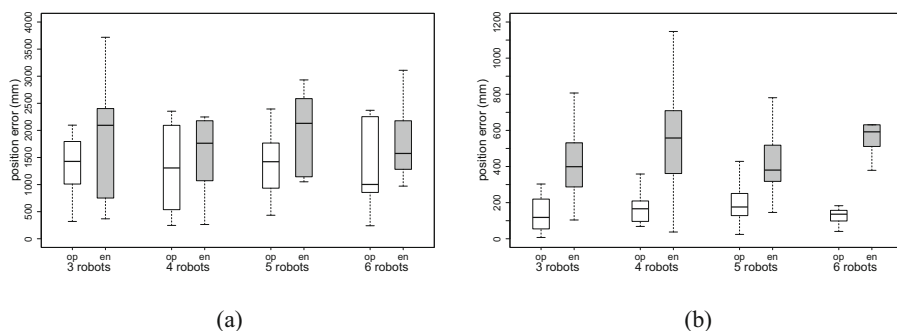 position error (mm)
0 500 1000 1500 2000 2500 3000 3500 4000
op en op en op en op en
3 robots 4 robots 5 robots 6 robots
(a)
position error (mm)
0 200 400 600 800 1000 1200
op en op en op en op en
3 robots 4 robots 5 robots 6 robots
(b)